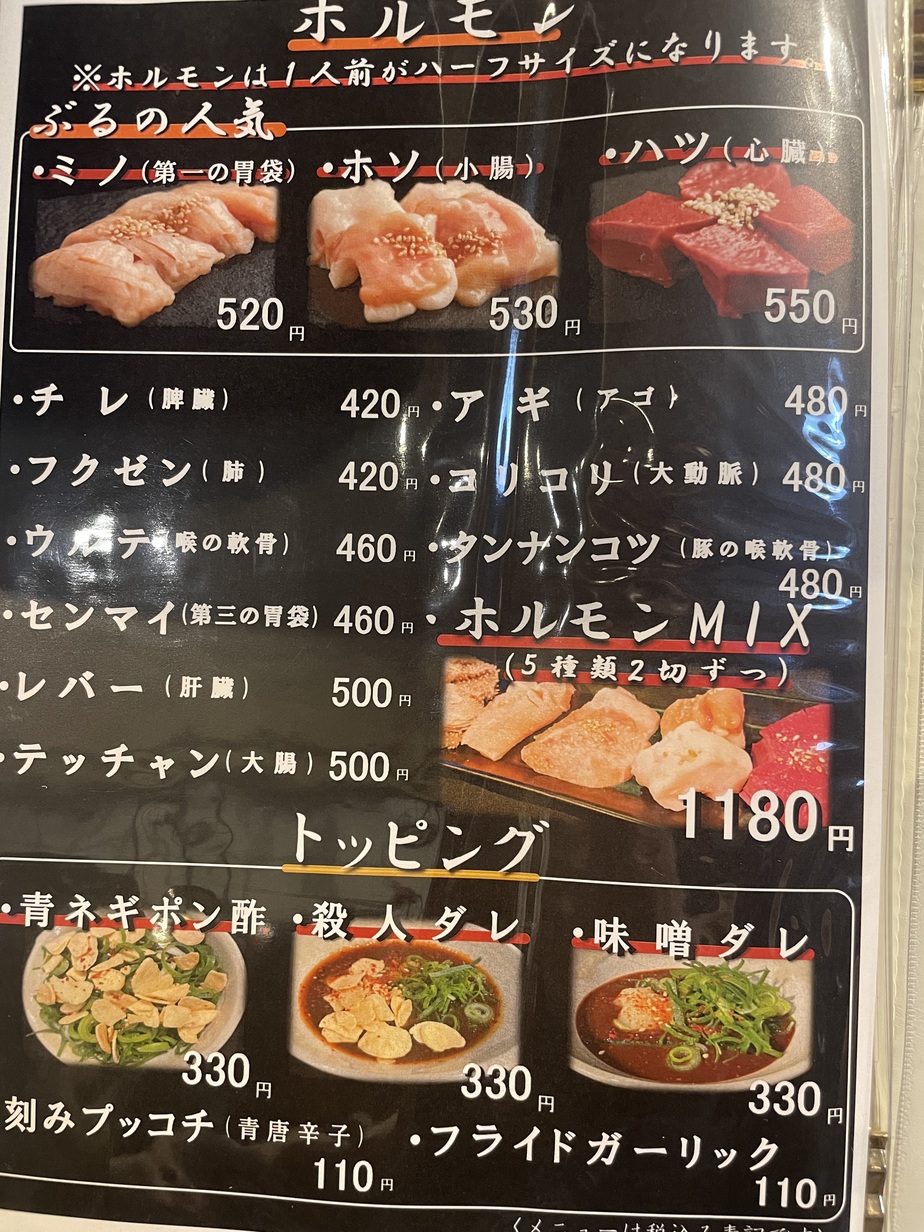 ホルモン
※ホルモンは1人前がハーフサイズになります。
ぶるの人気
・ミノ(第一の胃袋)
520円
・ホソ(小腸)
530円
・ハツ(心臓)
550円
・チレ(脾臓) 420円
・フクゼン(肺) 420円
・ウルテ(喉の軟骨) 460円
・センマイ(第三の胃袋) 460円
・レバー(肝臓) 500円
・テッチャン(大腸) 500円
・アギ(アゴ) 480円
・コリコリ(大動脈) 480円
・タンナンコツ(豚の喉軟骨)
480円
・ホルモンMIX
(5種類2切ずつ)
1180円
トッピング
・青ネギポン酢
330円
・殺人ダレ
330円
・味噌ダレ
330円
刻みプッコチ(青唐辛子)
110円
・フライドガーリック
110円